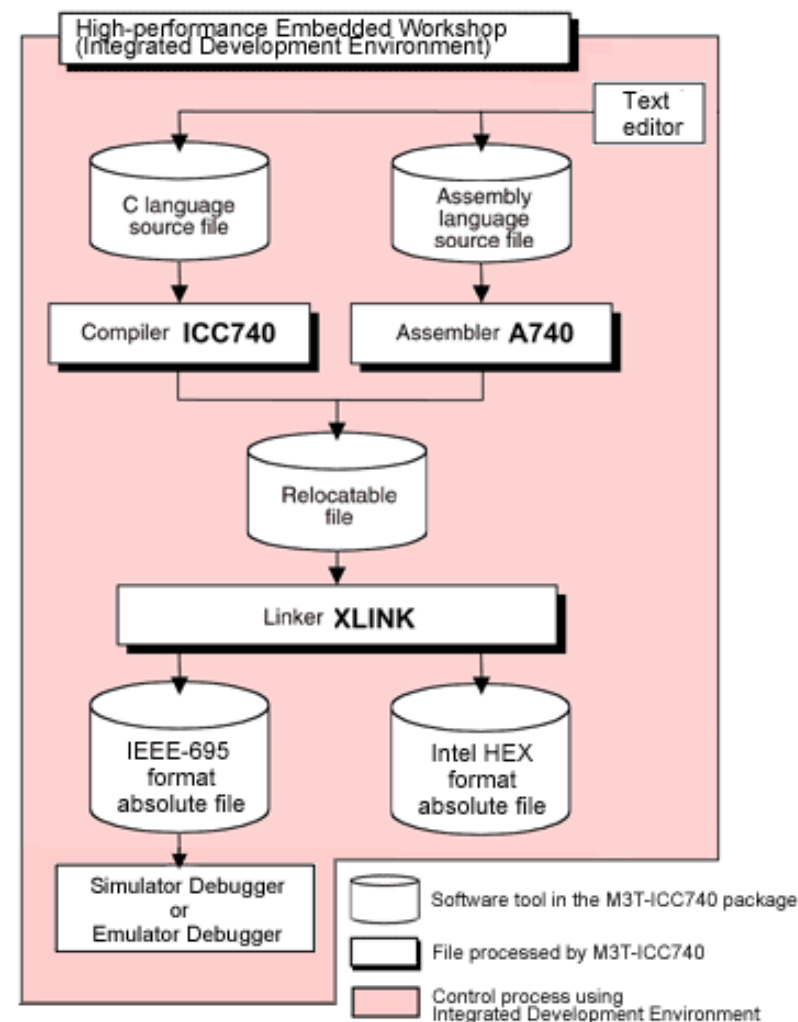 High-performance Embedded Workshop
(Integrated Development Environment)
Text
editor
C language
source file
Assembly
language
source file
Compiler ICC740
Assembler A740
Relocatable
file
Linker XLINK
IEEE-695
format
absolute file
Intel HEX
format
absolute file
Simulator Debugger
or
Emulator Debugger
Software tool in the M3T-ICC740 package
File processed by M3T-ICC740
Control process using
Integrated Development Environment